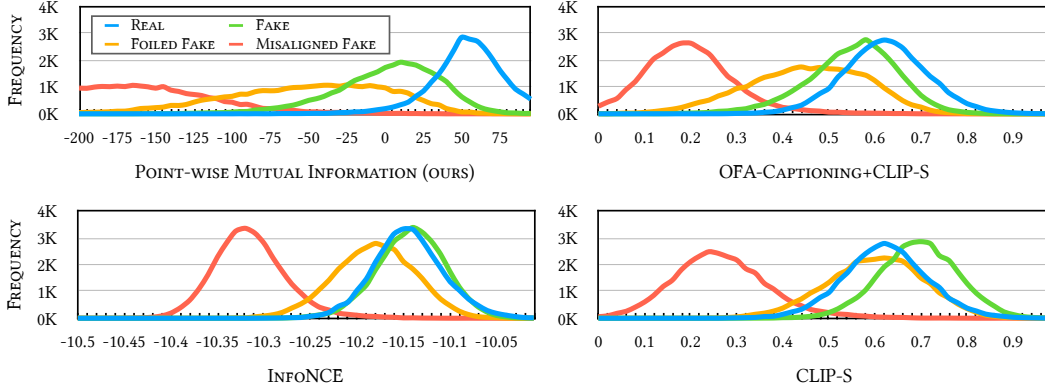 4K
3K
2K
1K
0K
FREQUENCY
REAL
FAKE
FOILED FAKE
MISALIGNED FAKE
-200 -175 -150 -125 -100 -75 -50 -25 0 25 50 75
POINT-WISE MUTUAL INFORMATION (OURS)
4K
3K
2K
1K
0K
0 0.1 0.2 0.3 0.4 0.5 0.6 0.7 0.8 0.9
OFA-CAPTIONING+CLIP-S
4K
3K
2K
1K
0K
FREQUENCY
-10.5 -10.45 -10.4 -10.35 -10.3 -10.25 -10.2 -10.15 -10.1 -10.05
INFONCE
4K
3K
2K
1K
0K
0 0.1 0.2 0.3 0.4 0.5 0.6 0.7 0.8 0.9
CLIP-S